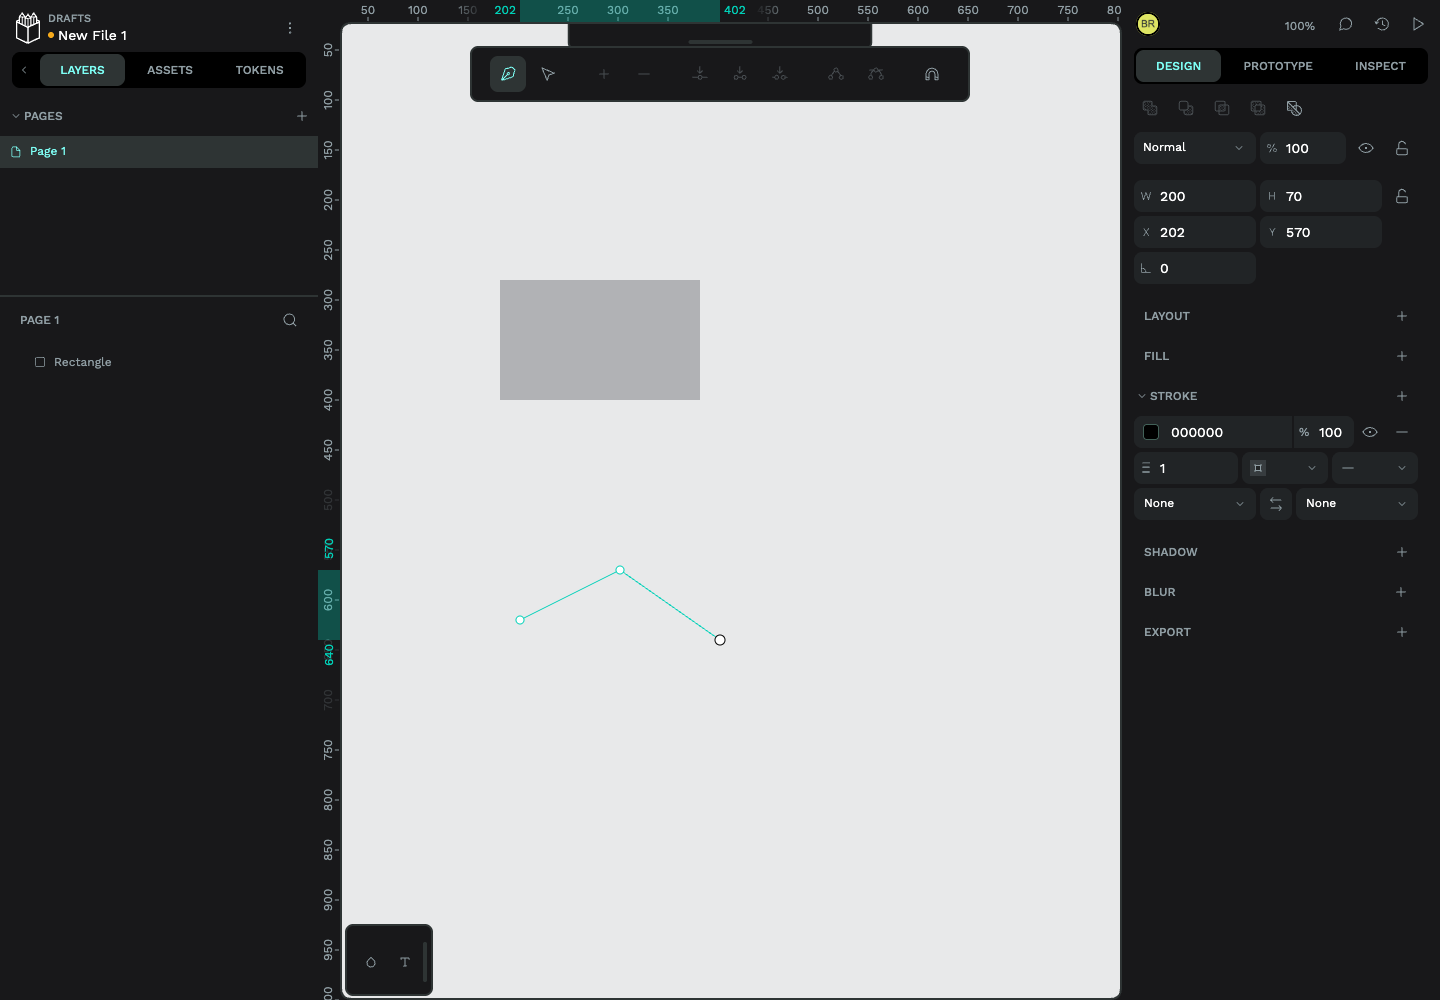 DRAFTS
New File 1
LAYERS
ASSETS
TOKENS
PAGES
Page 1
PAGE 1
Rectangle
50
100
150
202
250
300
350
402
450
500
550
600
650
700
750
80
50
100
150
200
250
300
350
400
450
500
570
600
640
700
750
800
850
900
950
00
BR
100%
DESIGN
PROTOTYPE
INSPECT
Normal
% 100
W 200
H 70
X 202
Y 570
0
LAYOUT
FILL
STROKE
000000
% 100
1
None
None
SHADOW
BLUR
EXPORT
T